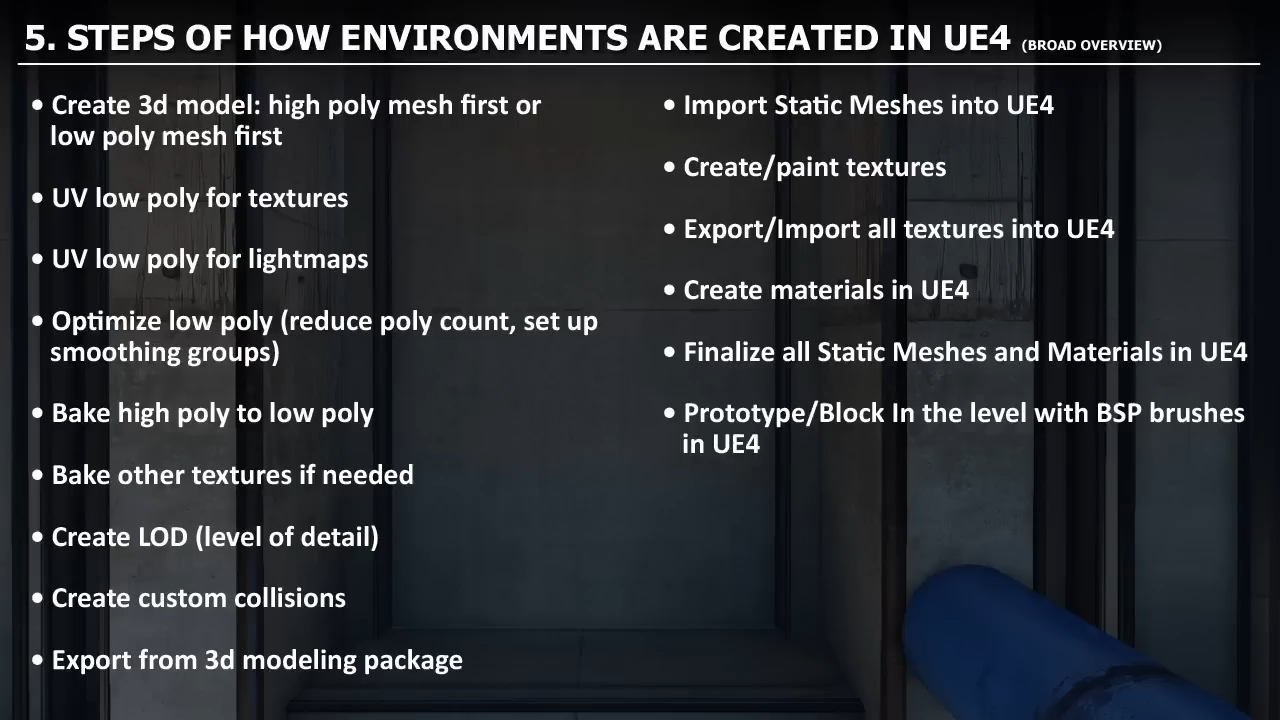 5. STEPS OF HOW ENVIRONMENTS ARE CREATED IN UE4 (BROAD OVERVIEW)
• Create 3d model: high poly mesh first or
low poly mesh first
• UV low poly for textures
• UV low poly for lightmaps
• Optimize low poly (reduce poly count, set up
smoothing groups)
• Bake high poly to low poly
• Bake other textures if needed
• Create LOD (level of detail)
• Create custom collisions
• Export from 3d modeling package
• Import Static Meshes into UE4
• Create/paint textures
• Export/Import all textures into UE4
• Create materials in UE4
• Finalize all Static Meshes and Materials in UE4
• Prototype/Block In the level with BSP brushes
in UE4